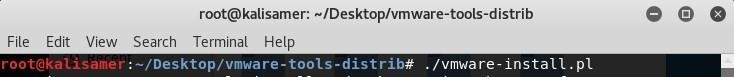 root@kalisamer: ~/Desktop/vmware-tools-distrib
File Edit View Search Terminal Help
root@kalisamer:~/Desktop/vmware-tools-distrib# ./vmware-install.pl